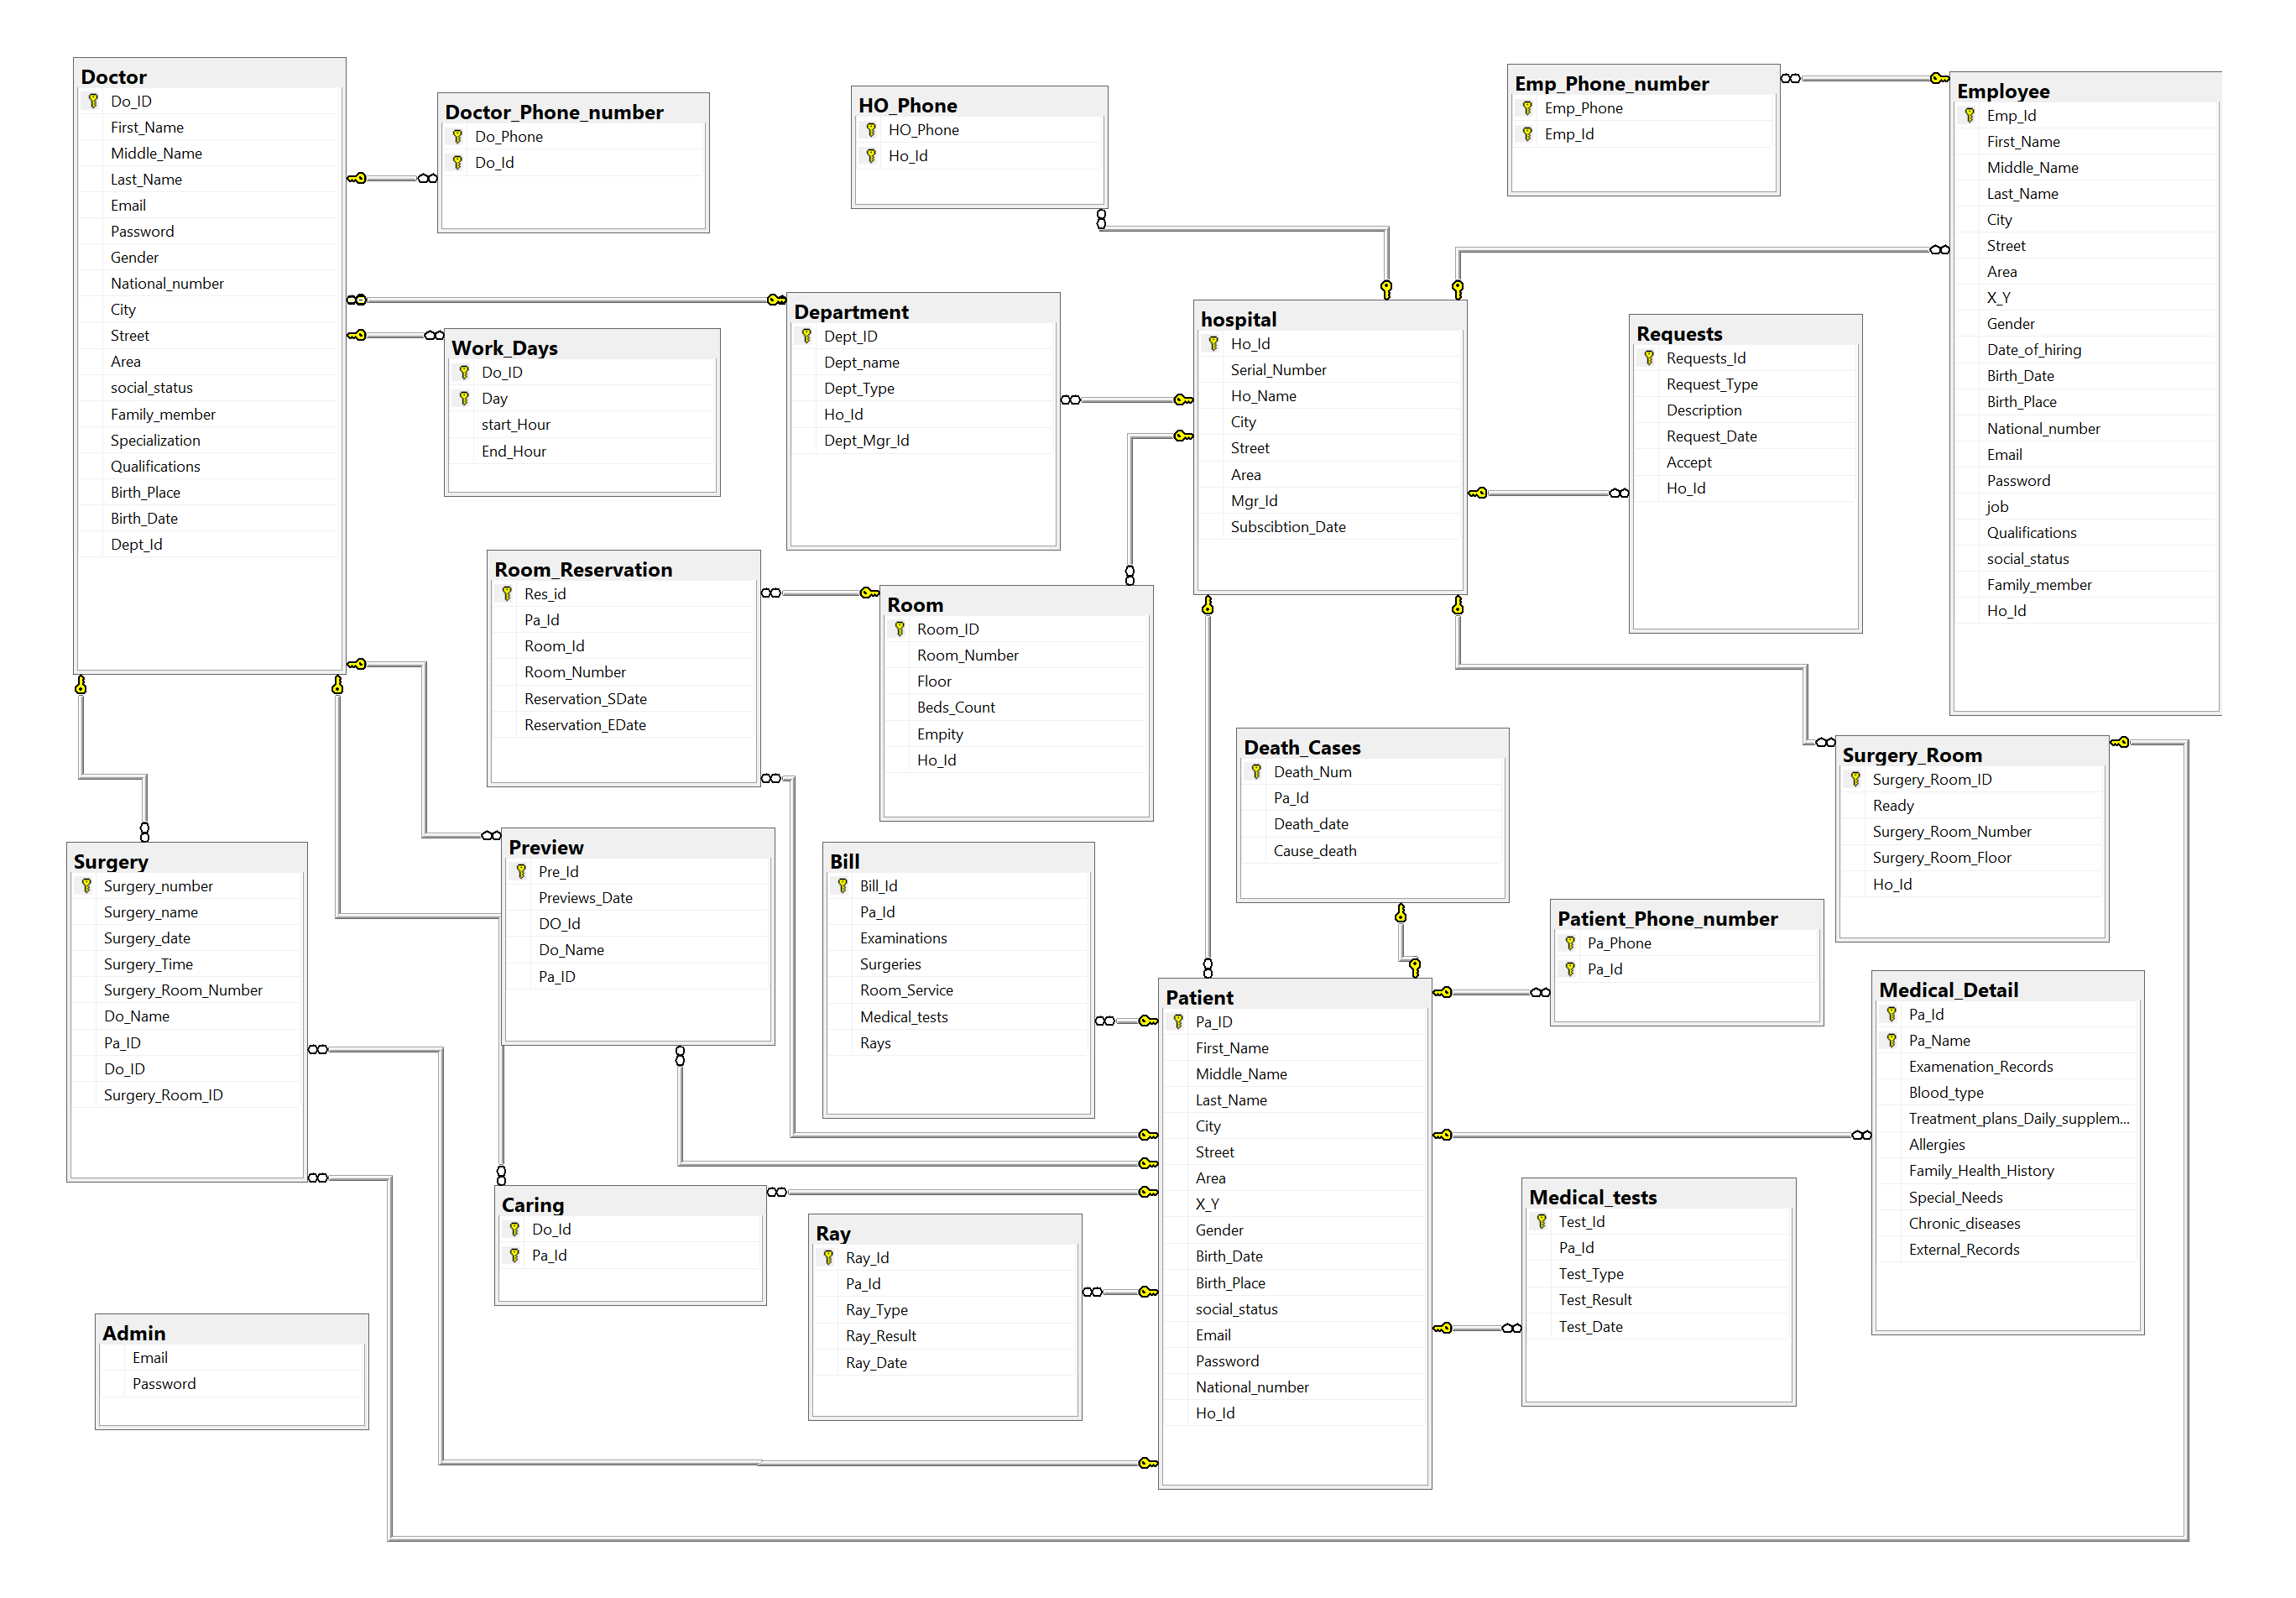 Doctor
Do_ID
First_Name
Middle_Name
Last_Name
Email
Password
Gender
National_number
City
Street
Area
social_status
Family_member
Specialization
Qualifications
Birth_Place
Birth_Date
Dept_Id
Doctor_Phone_number
Do_Phone
Do_Id
HO_Phone
HO_Phone
Ho_Id
Emp_Phone_number
Emp_Phone
Emp_Id
Employee
Emp_Id
First_Name
Middle_Name
Last_Name
City
Street
Area
X_Y
Gender
Date_of_hiring
Birth_Date
Birth_Place
National_number
Email
Password
job
Qualifications
social_status
Family_member
Ho_Id
Work_Days
Do_ID
Day
start_Hour
End_Hour
Department
Dept_ID
Dept_name
Dept_Type
Ho_Id
Dept_Mgr_Id
hospital
Ho_Id
Serial_Number
Ho_Name
City
Street
Area
Mgr_Id
Subscibtion_Date
Requests
Requests_Id
Request_Type
Description
Request_Date
Accept
Ho_Id
Room_Reservation
Res_id
Pa_Id
Room_Id
Room_Number
Reservation_SDate
Reservation_EDate
Room
Room_ID
Room_Number
Floor
Beds_Count
Empity
Ho_Id
Death_Cases
Death_Num
Pa_Id
Death_date
Cause_death
Surgery_Room
Surgery_Room_ID
Ready
Surgery_Room_Number
Surgery_Room_Floor
Ho_Id
Surgery
Surgery_number
Surgery_name
Surgery_date
Surgery_Time
Surgery_Room_Number
Do_Name
Pa_ID
Do_ID
Surgery_Room_ID
Preview
Pre_Id
Previews_Date
DO_Id
Do_Name
Pa_ID
Bill
Bill_Id
Pa_Id
Examinations
Surgeries
Room_Service
Medical_tests
Rays
Patient_Phone_number
Pa_Phone
Pa_Id
Patient
Pa_ID
First_Name
Middle_Name
Last_Name
City
Street
Area
X_Y
Gender
Birth_Date
Birth_Place
social_status
Email
Password
National_number
Ho_Id
Medical_Detail
Pa_Id
Pa_Name
Examenation_Records
Blood_type
Treatment_plans_Daily_supplem...
Allergies
Family_Health_History
Special_Needs
Chronic_diseases
External_Records
Caring
Do_Id
Pa_Id
Ray
Ray_Id
Pa_Id
Ray_Type
Ray_Result
Ray_Date
Medical_tests
Test_Id
Pa_Id
Test_Type
Test_Result
Test_Date
Admin
Email
Password